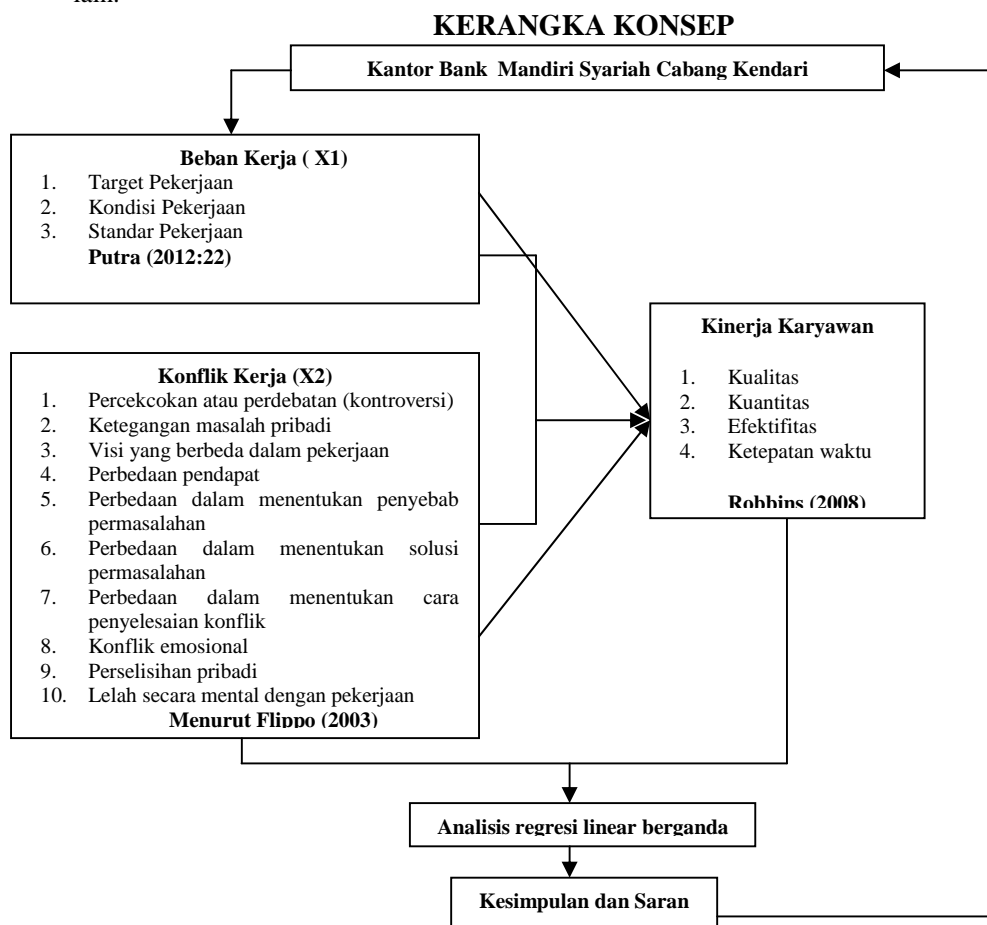 lain.
KERANGKA KONSEP
Kantor Bank Mandiri Syariah Cabang Kendari
Beban Kerja ( X1)
1. Target Pekerjaan
2. Kondisi Pekerjaan
3. Standar Pekerjaan
Putra (2012:22)
Konflik Kerja (X2)
1. Percekcokan atau perdebatan (kontroversi)
2. Ketegangan masalah pribadi
3. Visi yang berbeda dalam pekerjaan
4. Perbedaan pendapat
5. Perbedaan dalam menentukan penyebab
permasalahan
6. Perbedaan dalam menentukan solusi
permasalahan
7. Perbedaan dalam menentukan cara
penyelesaian konflik
8. Konflik emosional
9. Perselisihan pribadi
10. Lelah secara mental dengan pekerjaan
Menurut Flippo (2003)
Kinerja Karyawan
1. Kualitas
2. Kuantitas
3. Efektifitas
4. Ketepatan waktu
Robbins (2008)
Analisis regresi linear berganda
Kesimpulan dan Saran